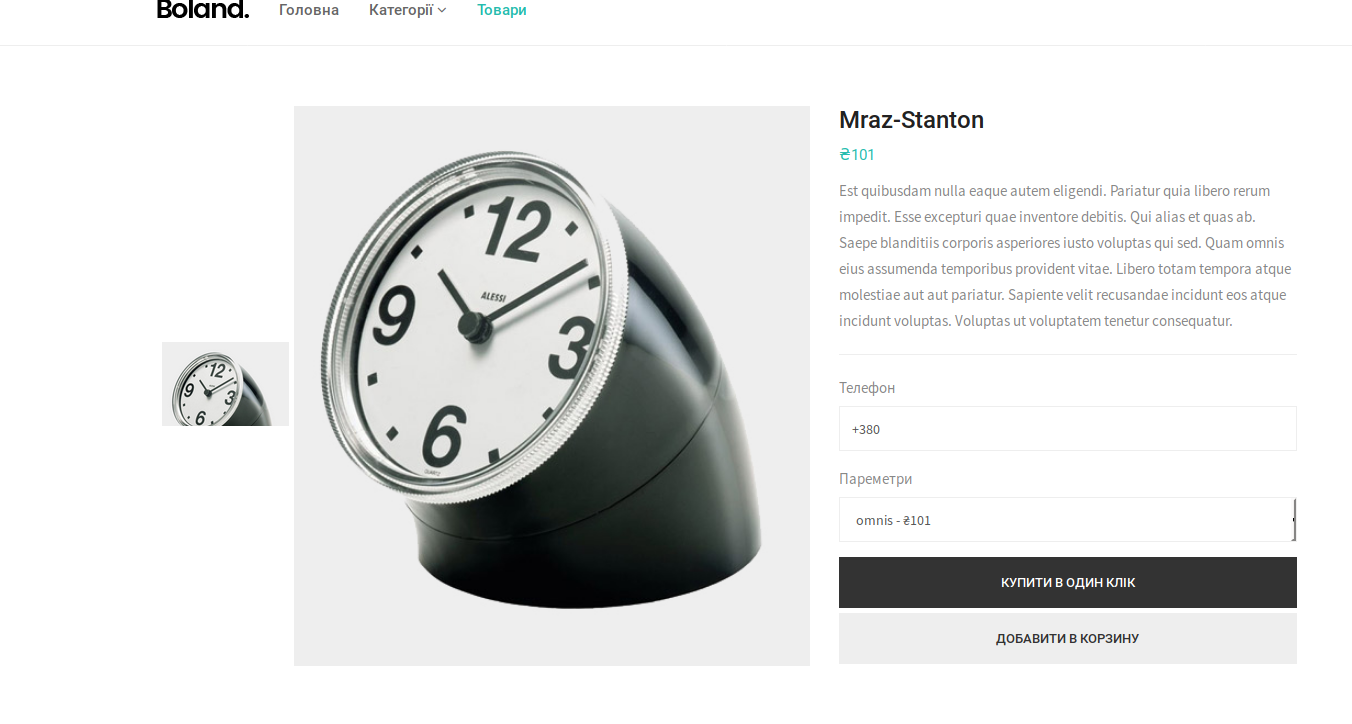 Boland.
Головна
Категорії
Товари
12
9
3
6
ALESSI
QUARTZ
12
9
3
6
Mraz-Stanton
₴101
Est quibusdam nulla eaque autem eligendi. Pariatur quia libero rerum
impedit. Esse excepturi quae inventore debitis. Qui alias et quas ab.
Saepe blanditiis corporis asperiores iusto voluptas qui sed. Quam omnis
eius assumenda temporibus provident vitae. Libero totam tempora atque
molestiae aut aut pariatur. Sapiente velit recusandae incidunt eos atque
incidunt voluptas. Voluptas ut voluptatem tenetur consequatur.
Телефон
+380
Пареметри
omnis - ₴101
КУПИТИ В ОДИН КЛІК
ДОБАВИТИ В КОРЗИНУ